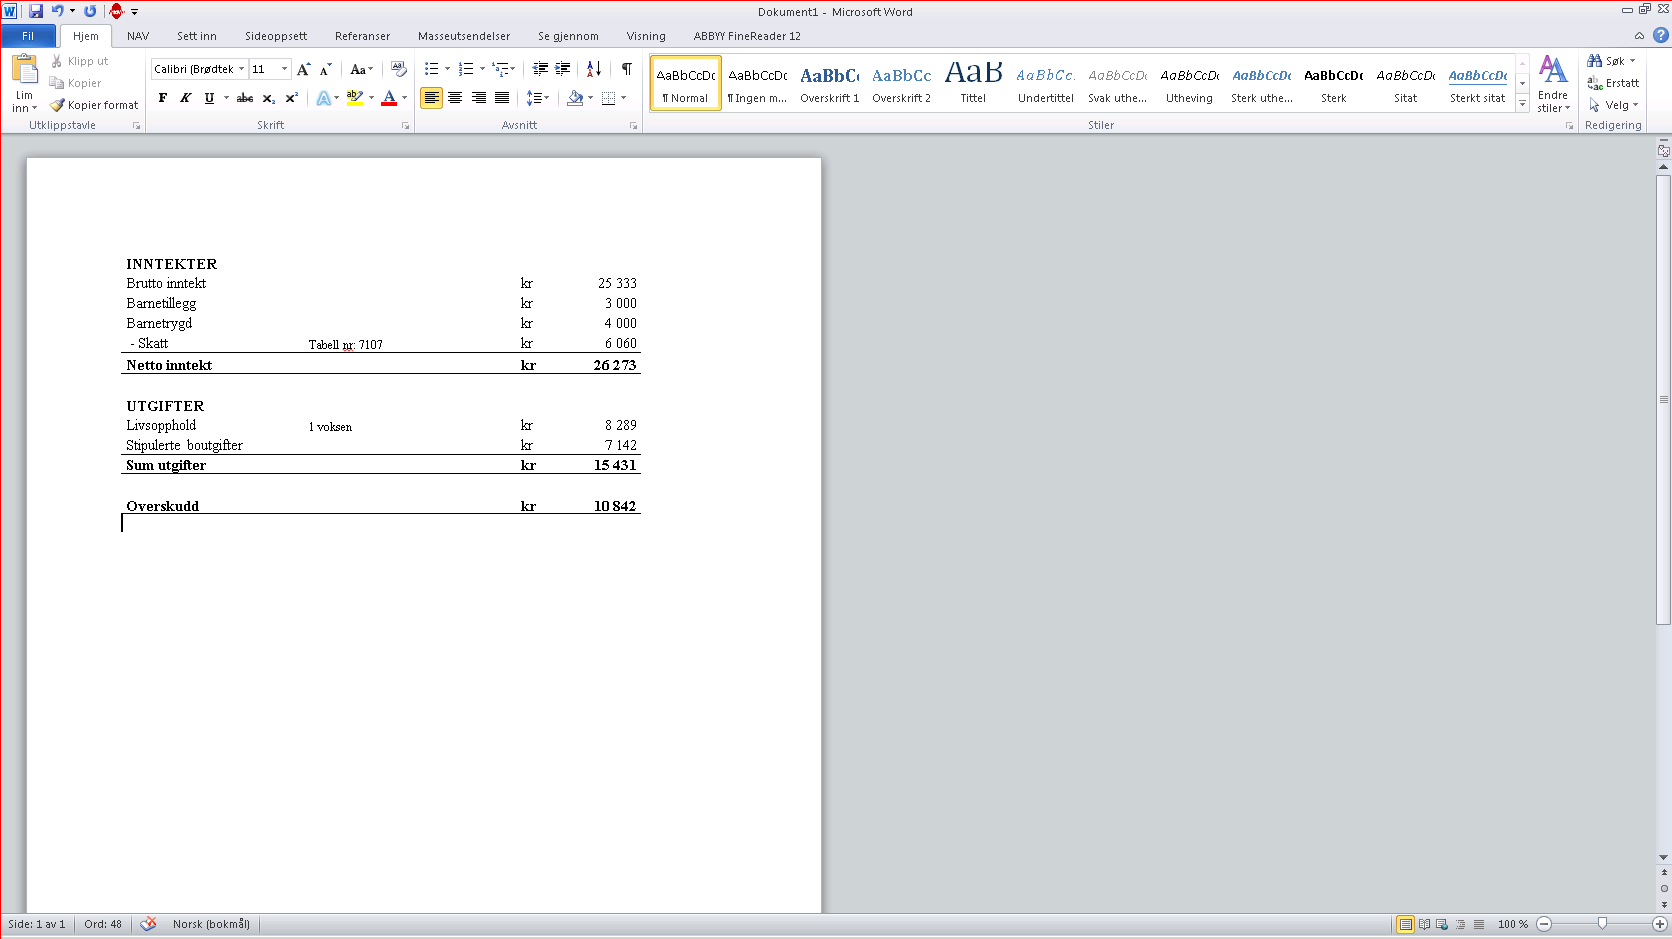 Dokument1 - Microsoft Word
Fil Hjem NAV Sett inn Sideoppsett Referanser Masseutsendelser Se gjennom Visning ABBYY FineReader 12
Lim inn
Klipp ut
Kopier
Kopier format
Utklippstavle
Calibri (Brødtek 11
Skrift
Avsnitt
AaBbCcDc AaBbCcDc AaBbC AaBbCc AaB AaBbCc. AaBbCcDc AaBbCcDc AaBbCcDc AaBbCcDc AaBbCcDc AaBbCcDc
¶ Normal ¶ Ingen m... Overskrift 1 Overskrift 2 Tittel Undertittel Svak uthe... Utheving Sterk uthe... Sterk Sitat Sterkt sitat
Stiler
Endre stiler
Søk
Erstatt
Velg
Redigering
INNTEKTER
Brutto inntekt kr 25 333
Barnetillegg kr 3 000
Barnetrygd kr 4 000
- Skatt Tabell nr: 7107 kr 6 060
Netto inntekt kr 26 273
UTGIFTER
Livsopphold 1 voksen kr 8 289
Stipulerte boutgifter kr 7 142
Sum utgifter kr 15 431
Overskudd kr 10 842
Side: 1 av 1 Ord: 48 Norsk (bokmål) 100 %